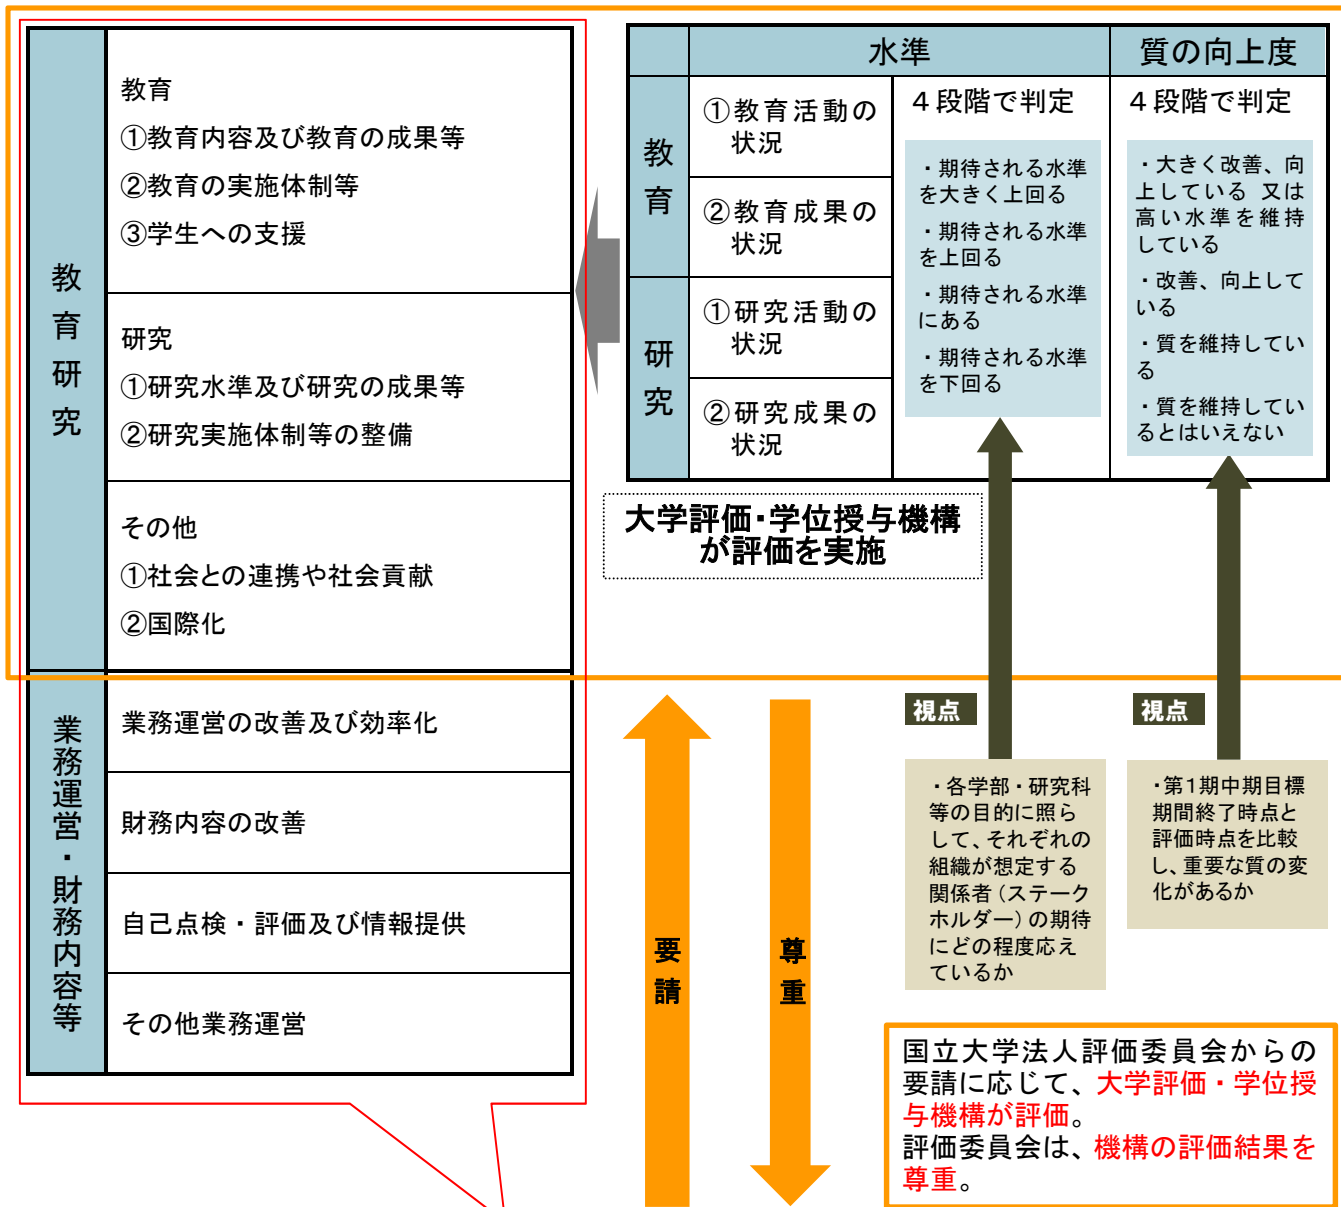 教育研究
教育
①教育内容及び教育の成果等
②教育の実施体制等
③学生への支援
研究
①研究水準及び研究の成果等
②研究実施体制等の整備
その他
①社会との連携や社会貢献
②国際化
業務運営・財務内容等
業務運営の改善及び効率化
財務内容の改善
自己点検・評価及び情報提供
その他業務運営
水準
質の向上度
教育
①教育活動の
状況
②教育成果の
状況
研究
①研究活動の
状況
②研究成果の
状況
４段階で判定
・期待される水準
を大きく上回る
・期待される水準
を上回る
・期待される水準
にある
・期待される水準
を下回る
４段階で判定
・大きく改善、向
上している 又は
高い水準を維持
している
・改善、向上して
いる
・質を維持してい
る
・質を維持してい
るとはいえない
大学評価・学位授与機構
が評価を実施
要請
尊重
視点
・各学部・研究科
等の目的に照ら
して、それぞれの
組織が想定する
関係者（ステーク
ホルダー）の期待
にどの程度応え
ているか
視点
・第１期中期目標
期間終了時点と
評価時点を比較
し、重要な質の変
化があるか
国立大学法人評価委員会からの
要請に応じて、大学評価・学位授
与機構が評価。
評価委員会は、機構の評価結果を
尊重。